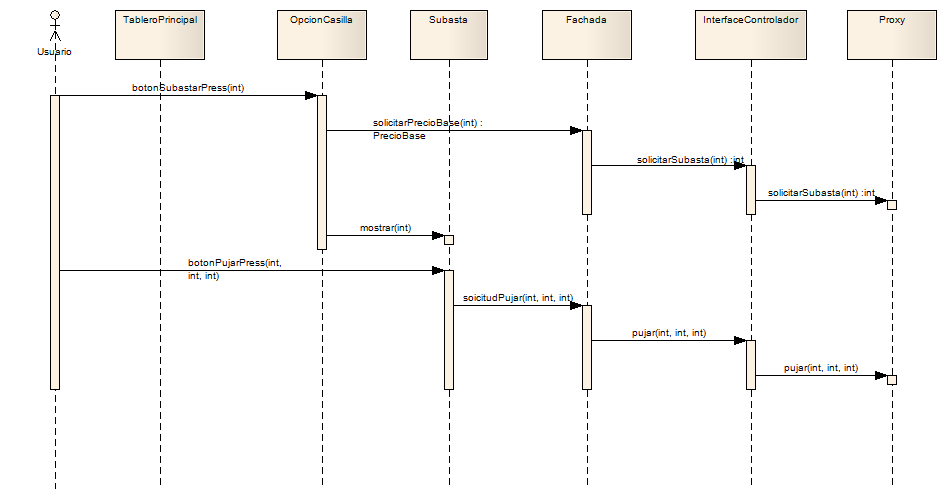 TableroPrincipal
OpcionCasilla
Subasta
Fachada
InterfaceControlador
Proxy
Usuario
botonSubastarPress(int)
solicitarPrecioBase(int) :
PrecioBase
solicitarSubasta(int) :int
solicitarSubasta(int) :int
mostrar(int)
botonPujarPress(int,
int, int)
soicitudPujar(int, int, int)
pujar(int, int, int)
pujar(int, int, int)